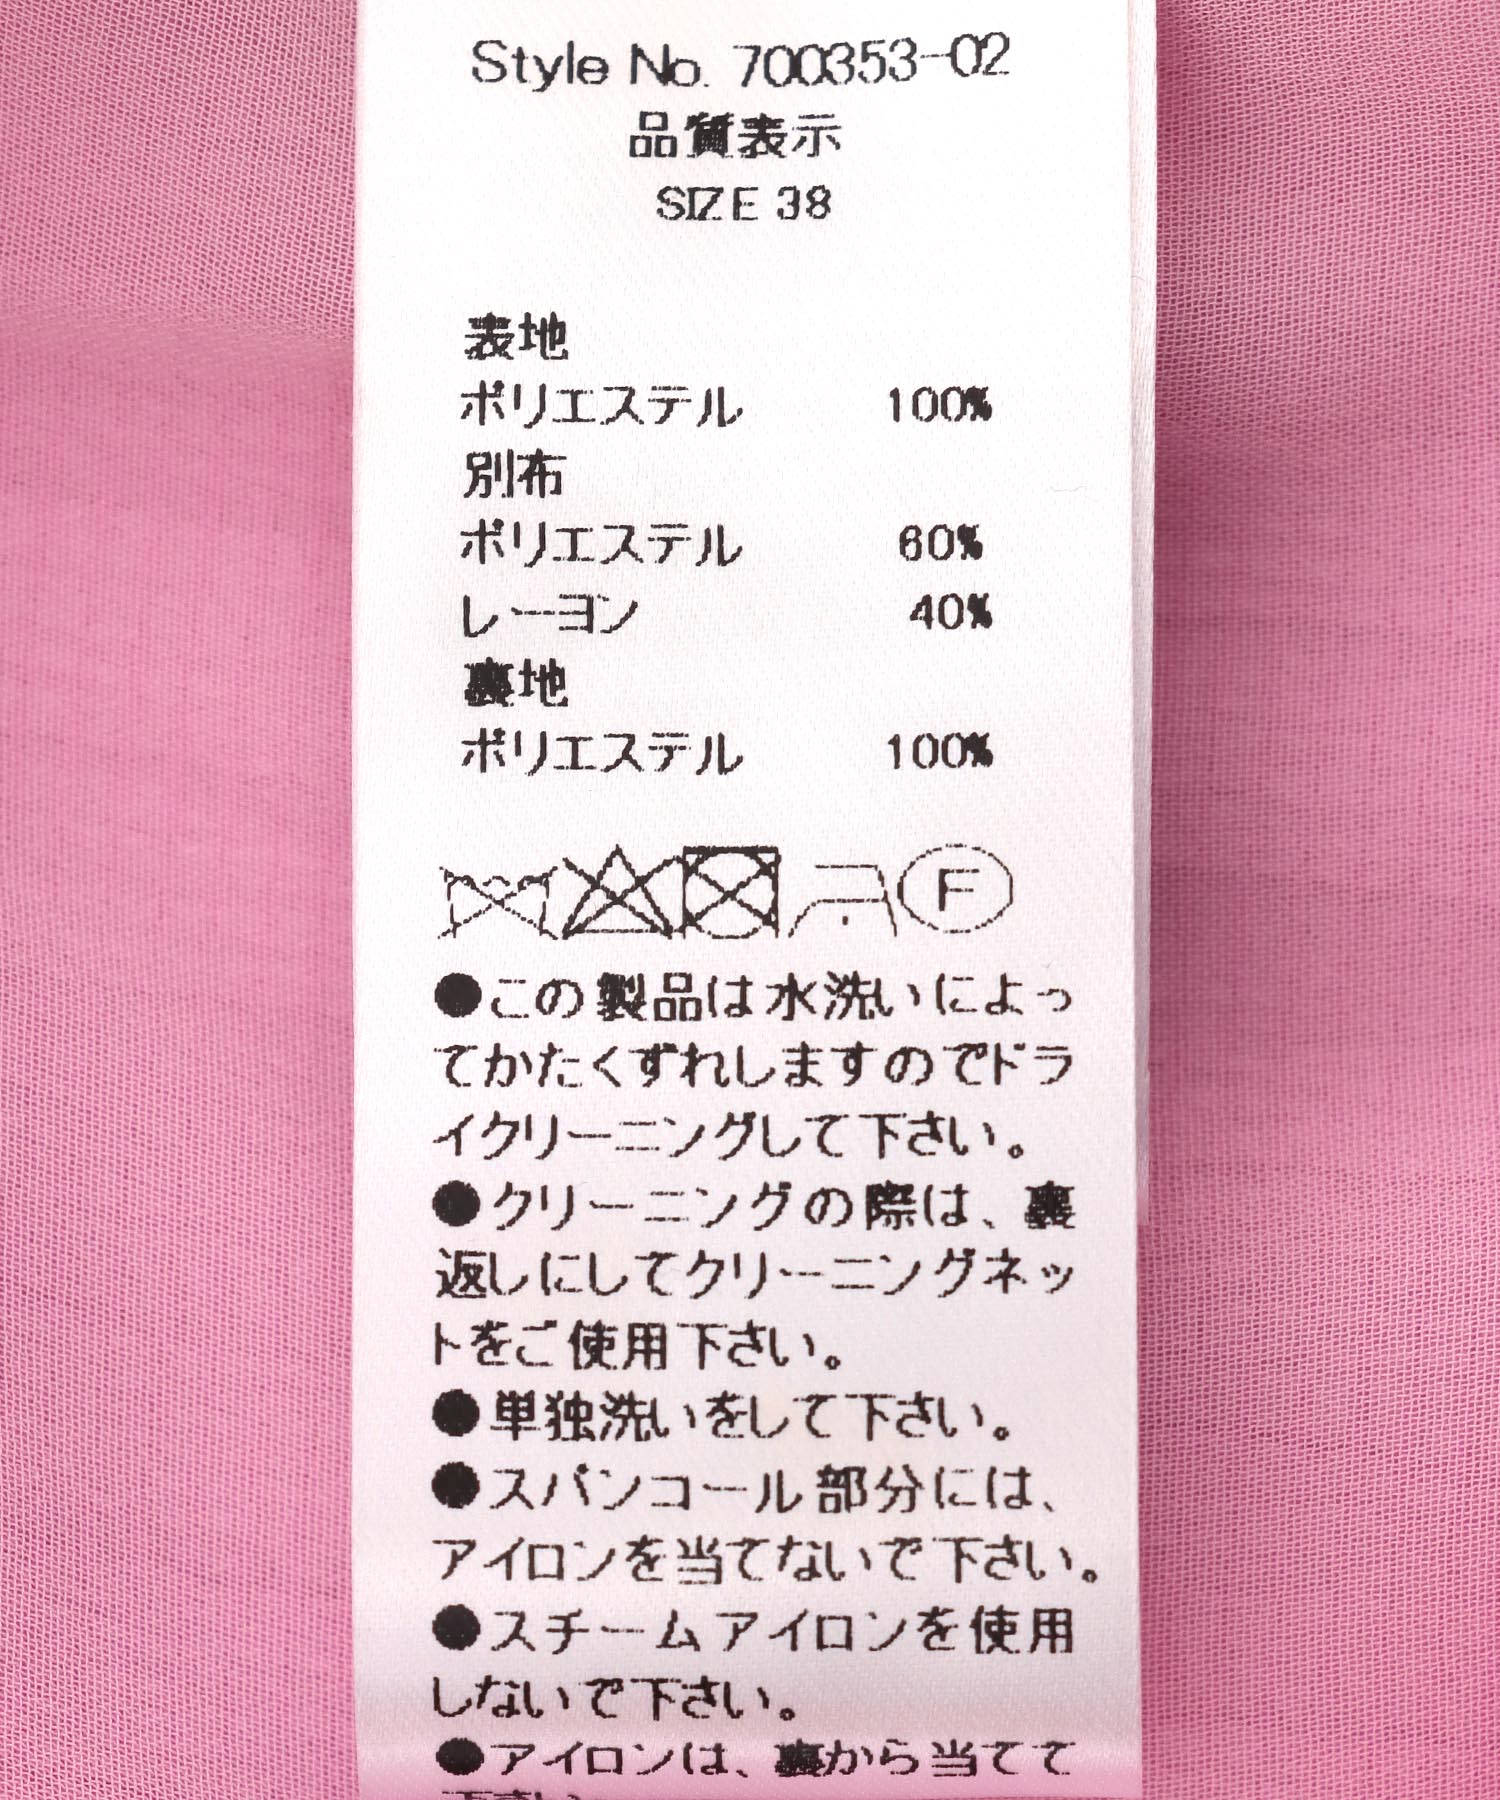 Style No. 700353-02
品質表示
SIZE 38
表地
ポリエステル 100%
別布
ポリエステル 60%
レーヨン 40%
裏地
ポリエステル 100%
F
●この製品は水洗いによっ
てかたくずれしますのでドラ
イクリーニングして下さい。
●クリーニングの際は、裏
返しにしてクリーニングネッ
トをご使用下さい。
●単独洗いをして下さい。
●スパンコール部分には、
アイロンを当てないで下さい。
●スチームアイロンを使用
しないで下さい。
●アイロンは、裏から当てて